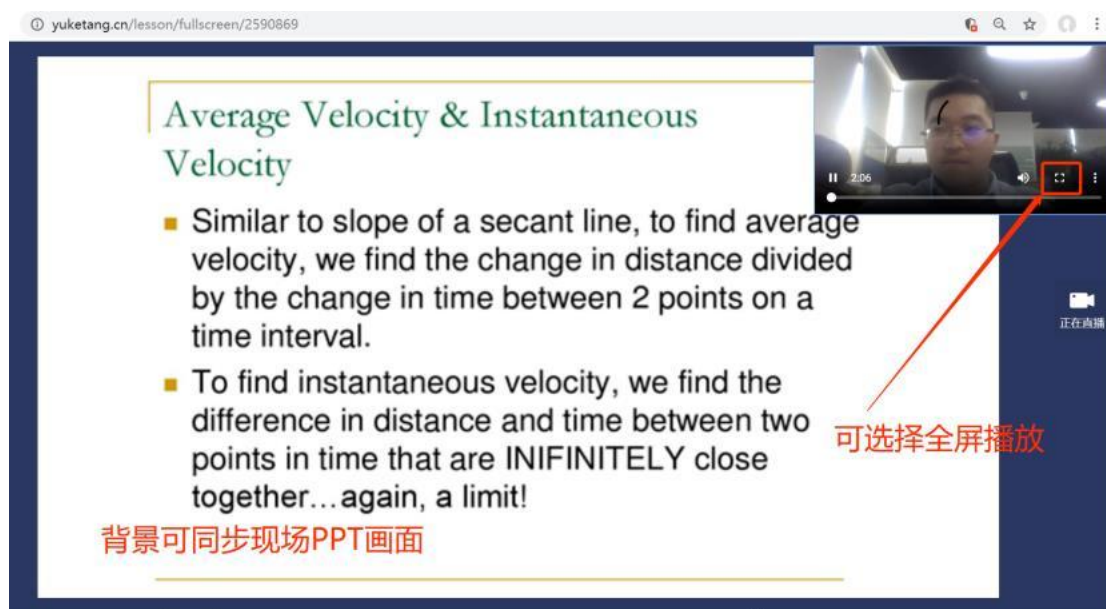 yuketang.cn/lesson/fullscreen/2590869
Average Velocity & Instantaneous
Velocity
2:06
Similar to slope of a secant line, to find average
velocity, we find the change in distance divided
by the change in time between 2 points on a
time interval.
正在直播
To find instantaneous velocity, we find the
difference in distance and time between two
points in time that are INIFINITELY close
together…again, a limit!
可选择全屏播放
背景可同步现场PPT画面